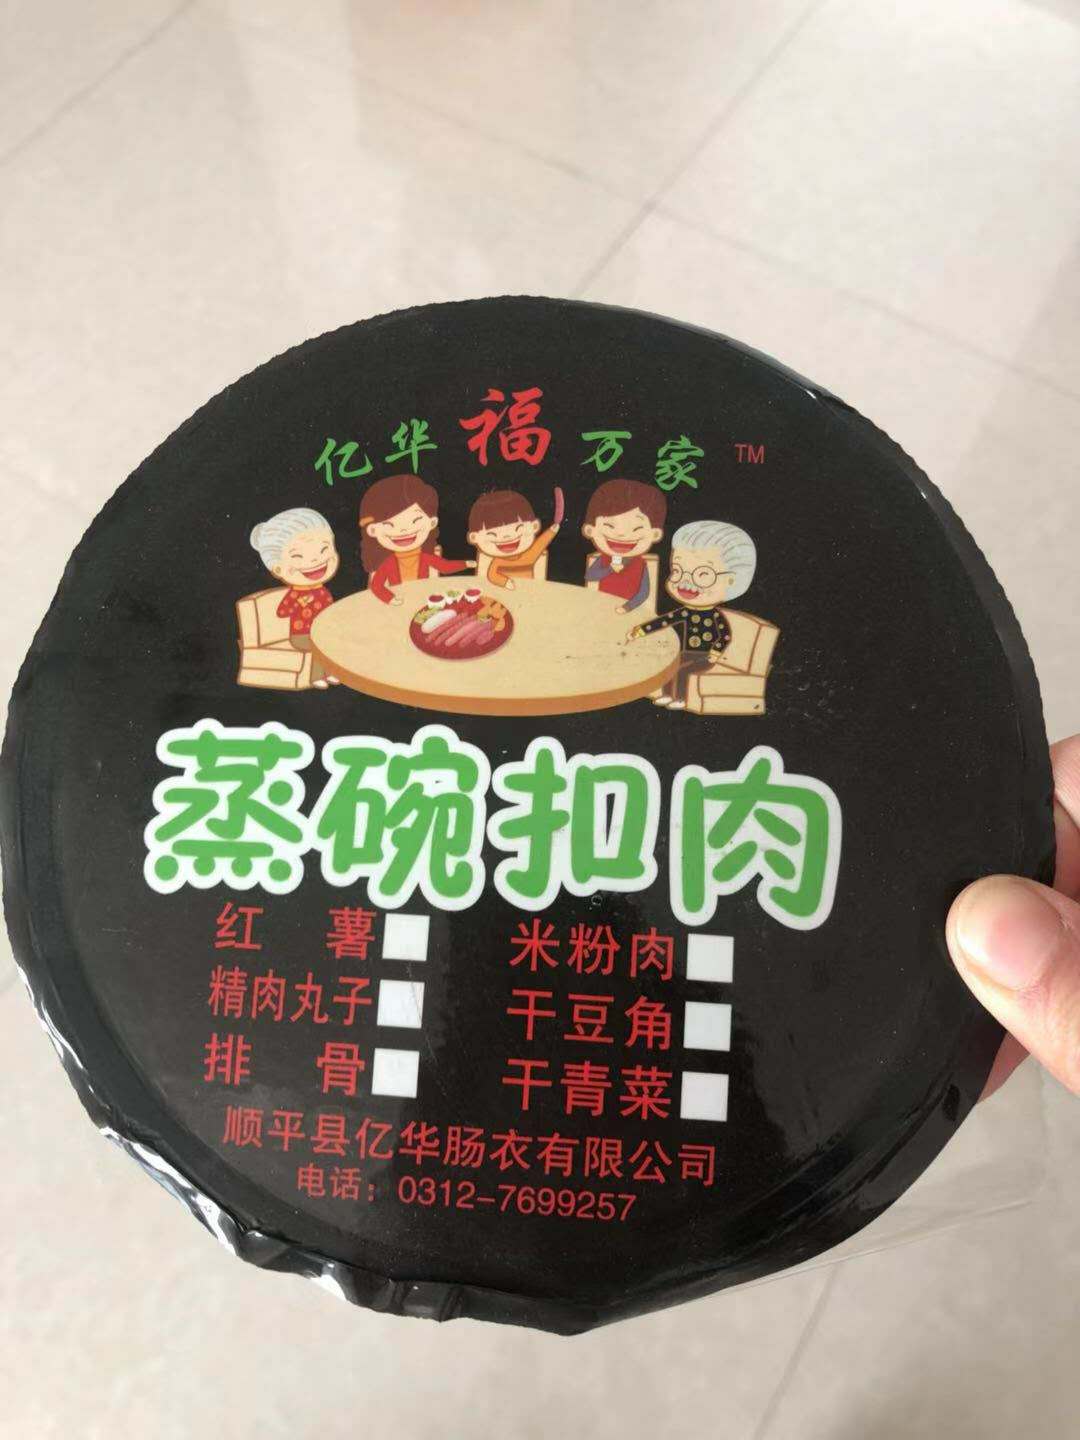 亿华福万家™
蒸碗扣肉
红薯 米粉肉
精肉丸子 干豆角
排骨 干青菜
顺平县亿华肠衣有限公司
电话：0312-7699257